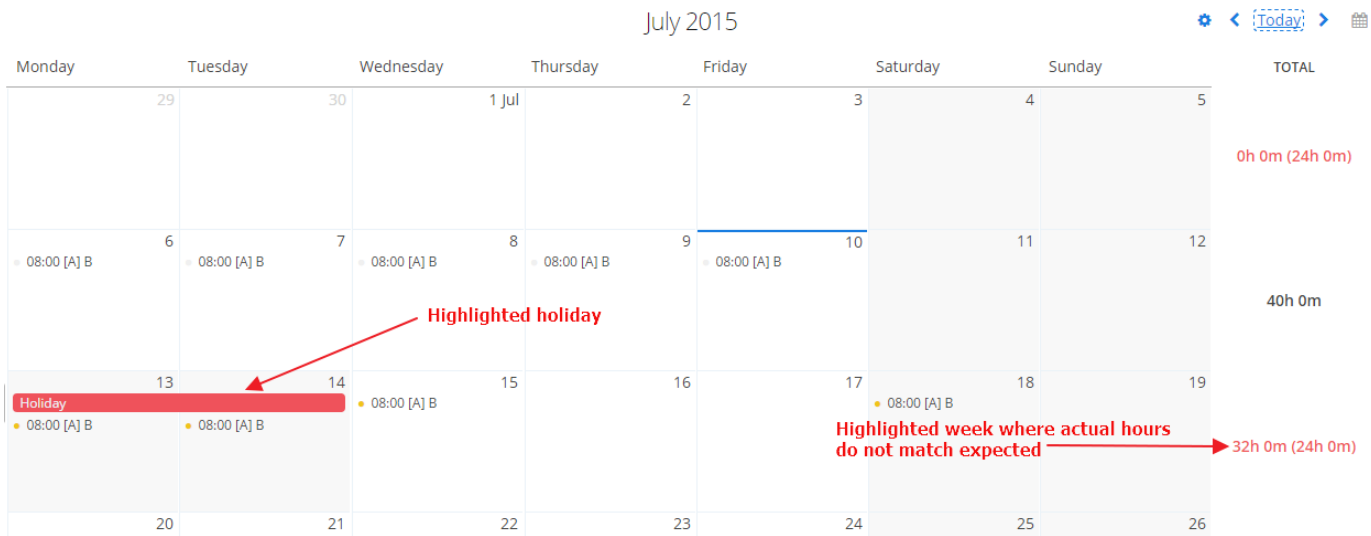 July 2015
Today
Monday Tuesday Wednesday Thursday Friday Saturday Sunday TOTAL
29 30 1 Jul 2 3 4 5
0h 0m (24h 0m)
6 7 8 9 10 11 12
08:00 [A] B 08:00 [A] B 08:00 [A] B 08:00 [A] B 08:00 [A] B
40h 0m
Highlighted holiday
13 14 15 16 17 18 19
Holiday
08:00 [A] B 08:00 [A] B
08:00 [A] B 08:00 [A] B
Highlighted week where actual hours
do not match expected
32h 0m (24h 0m)
20 21 22 23 24 25 26